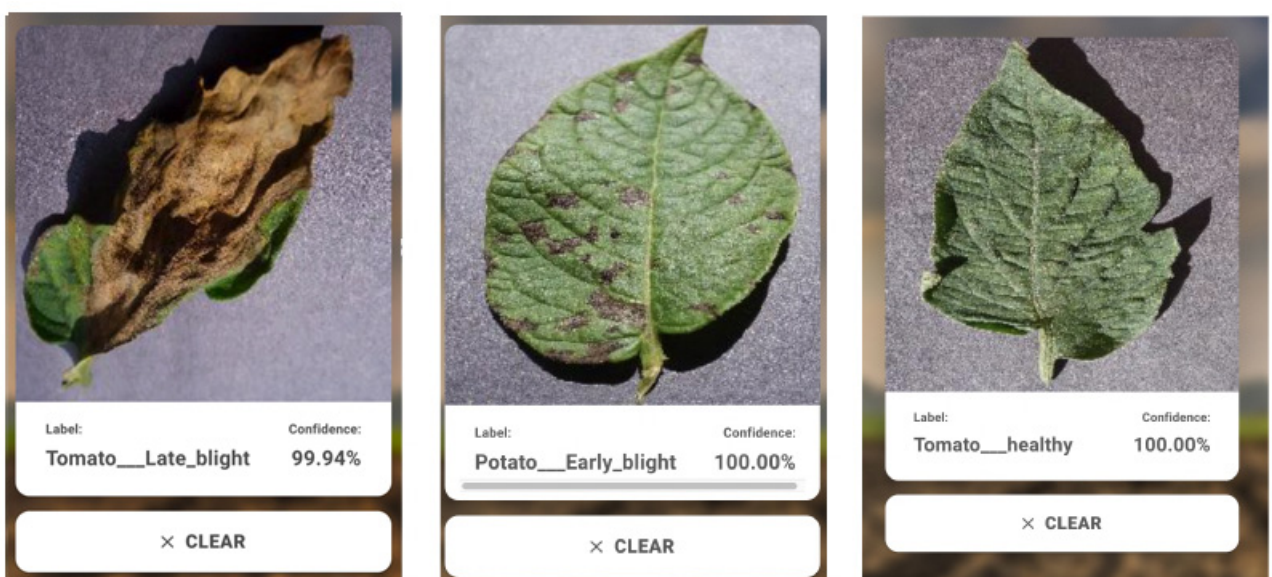 Label: Confidence:
Tomato___Late_blight 99.94%
× CLEAR
Label: Confidence:
Potato___Early_blight 100.00%
× CLEAR
Label: Confidence:
Tomato___healthy 100.00%
× CLEAR